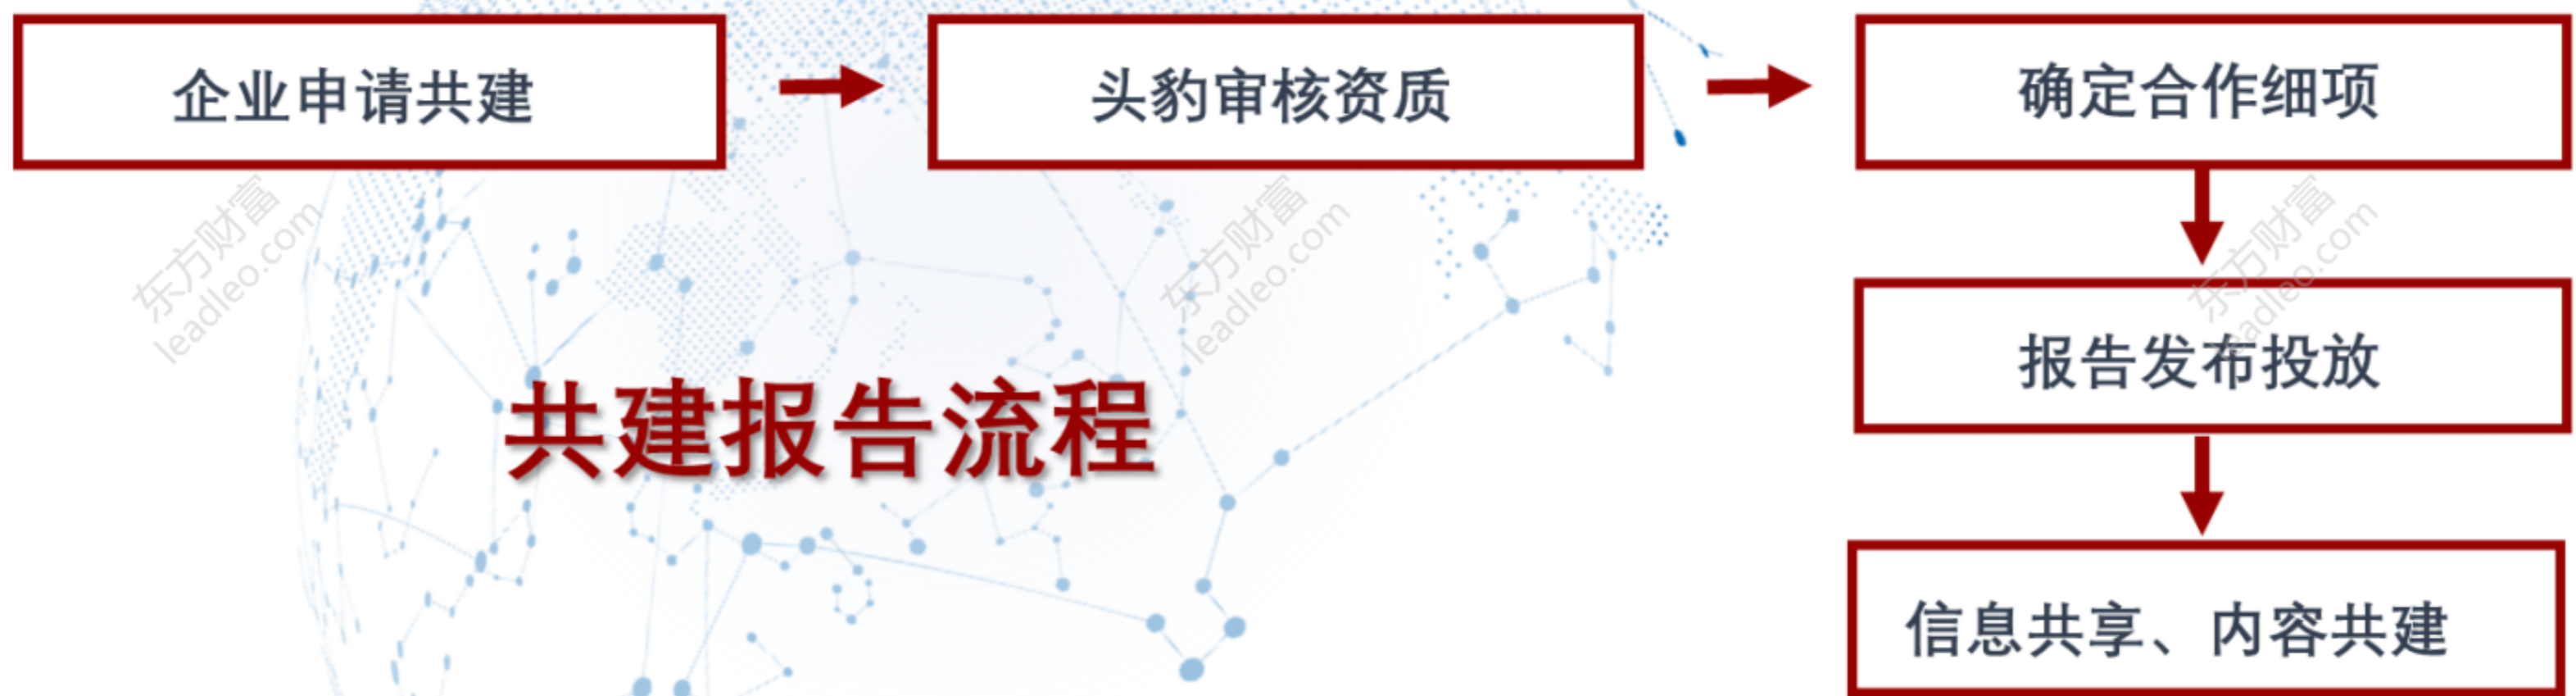 企业申请共建
头豹审核资质
确定合作细项
东方财富
leadleo.com
东方财富
leadleo.com
东方财富
leadleo.com
报告发布投放
共建报告流程
信息共享、内容共建